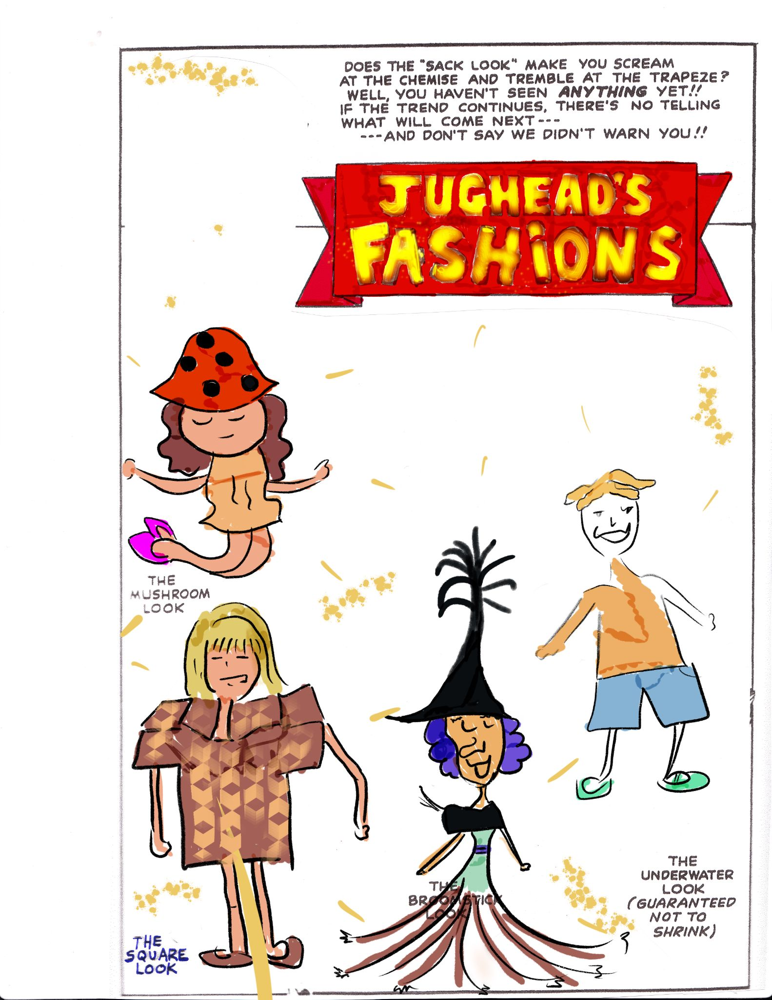 DOES THE "SACK LOOK" MAKE YOU SCREAM
AT THE CHEMISE AND TREMBLE AT THE TRAPEZE?
WELL, YOU HAVEN'T SEEN ANYTHING YET!!
IF THE TREND CONTINUES, THERE'S NO TELLING
WHAT WILL COME NEXT---
---AND DON'T SAY WE DIDN'T WARN YOU!!
JUGHEAD'S
FASHiONS
THE
MUSHROOM
LOOK
THE
SQUARE
LOOK
THE
BROOMSTICK
LOOK
THE
UNDERWATER
LOOK
(GUARANTEED
NOT TO
SHRINK)